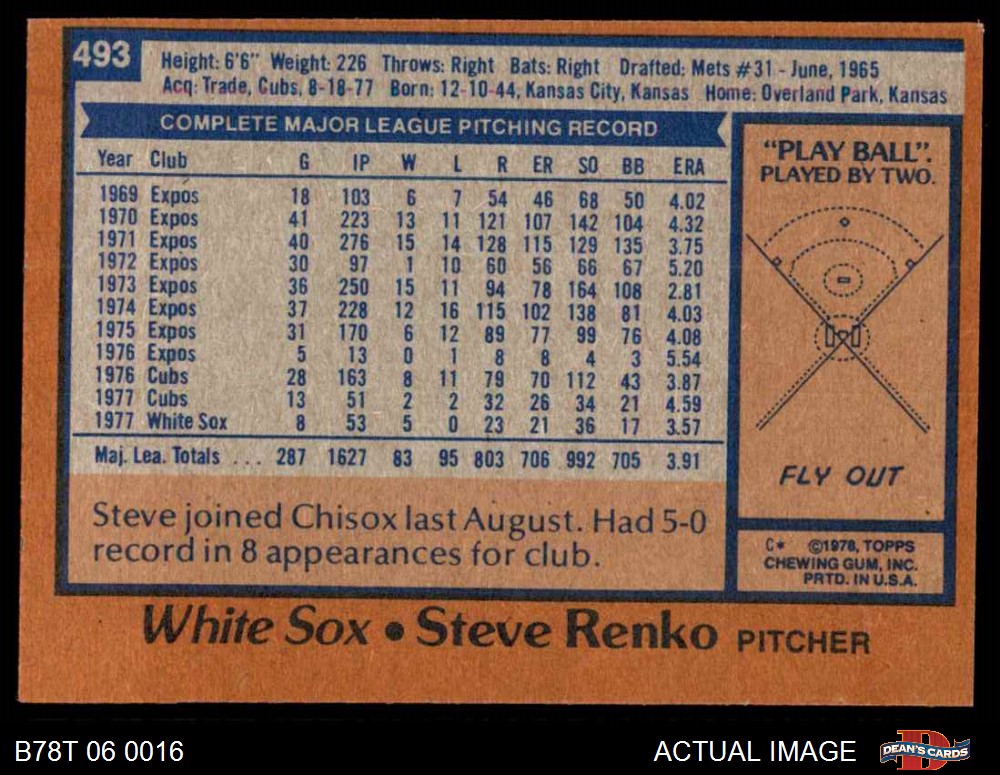 493
Height: 6'6" Weight: 226 Throws: Right Bats: Right Drafted: Mets #31 - June, 1965
Acq: Trade, Cubs, 8-18-77 Born: 12-10-44, Kansas City, Kansas Home: Overland Park, Kansas
COMPLETE MAJOR LEAGUE PITCHING RECORD
Year Club G IP W L R ER SO BB ERA
1969 Expos 18 103 6 7 54 46 68 50 4.02
1970 Expos 41 223 13 11 121 107 142 104 4.32
1971 Expos 40 276 15 14 128 115 129 135 3.75
1972 Expos 30 97 1 10 60 56 66 67 5.20
1973 Expos 36 250 15 11 94 78 164 108 2.81
1974 Expos 37 228 12 16 115 102 138 81 4.03
1975 Expos 31 170 6 12 89 77 99 76 4.08
1976 Expos 5 13 0 1 8 8 4 3 5.54
1976 Cubs 28 163 8 11 79 70 112 43 3.87
1977 Cubs 13 51 2 2 32 26 34 21 4.59
1977 White Sox 8 53 5 0 23 21 36 17 3.57
Maj. Lea. Totals ... 287 1627 83 95 803 706 992 705 3.91
Steve joined Chisox last August. Had 5-0
record in 8 appearances for club.
"PLAY BALL".
PLAYED BY TWO.
FLY OUT
C* ©1978, TOPPS
CHEWING GUM, INC.
PRTD. IN U.S.A.
White Sox • Steve Renko PITCHER
B78T 06 0016
ACTUAL IMAGE
D
DEAN'S CARDS